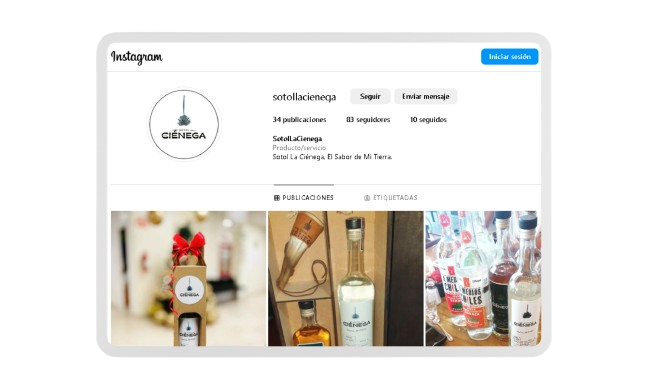 Instagram
Iniciar sesión
sotollacienega Seguir Enviar mensaje
34 publicaciones 83 seguidores 10 seguidos
CIÉNEGA
SotolLaCienega
Producto/servicio
Sotol La Ciénega, El Sabor de Mi Tierra.
PUBLICACIONES ETIQUETADAS
CIÉNEGA
CIÉNEGA
CIÉNEGA